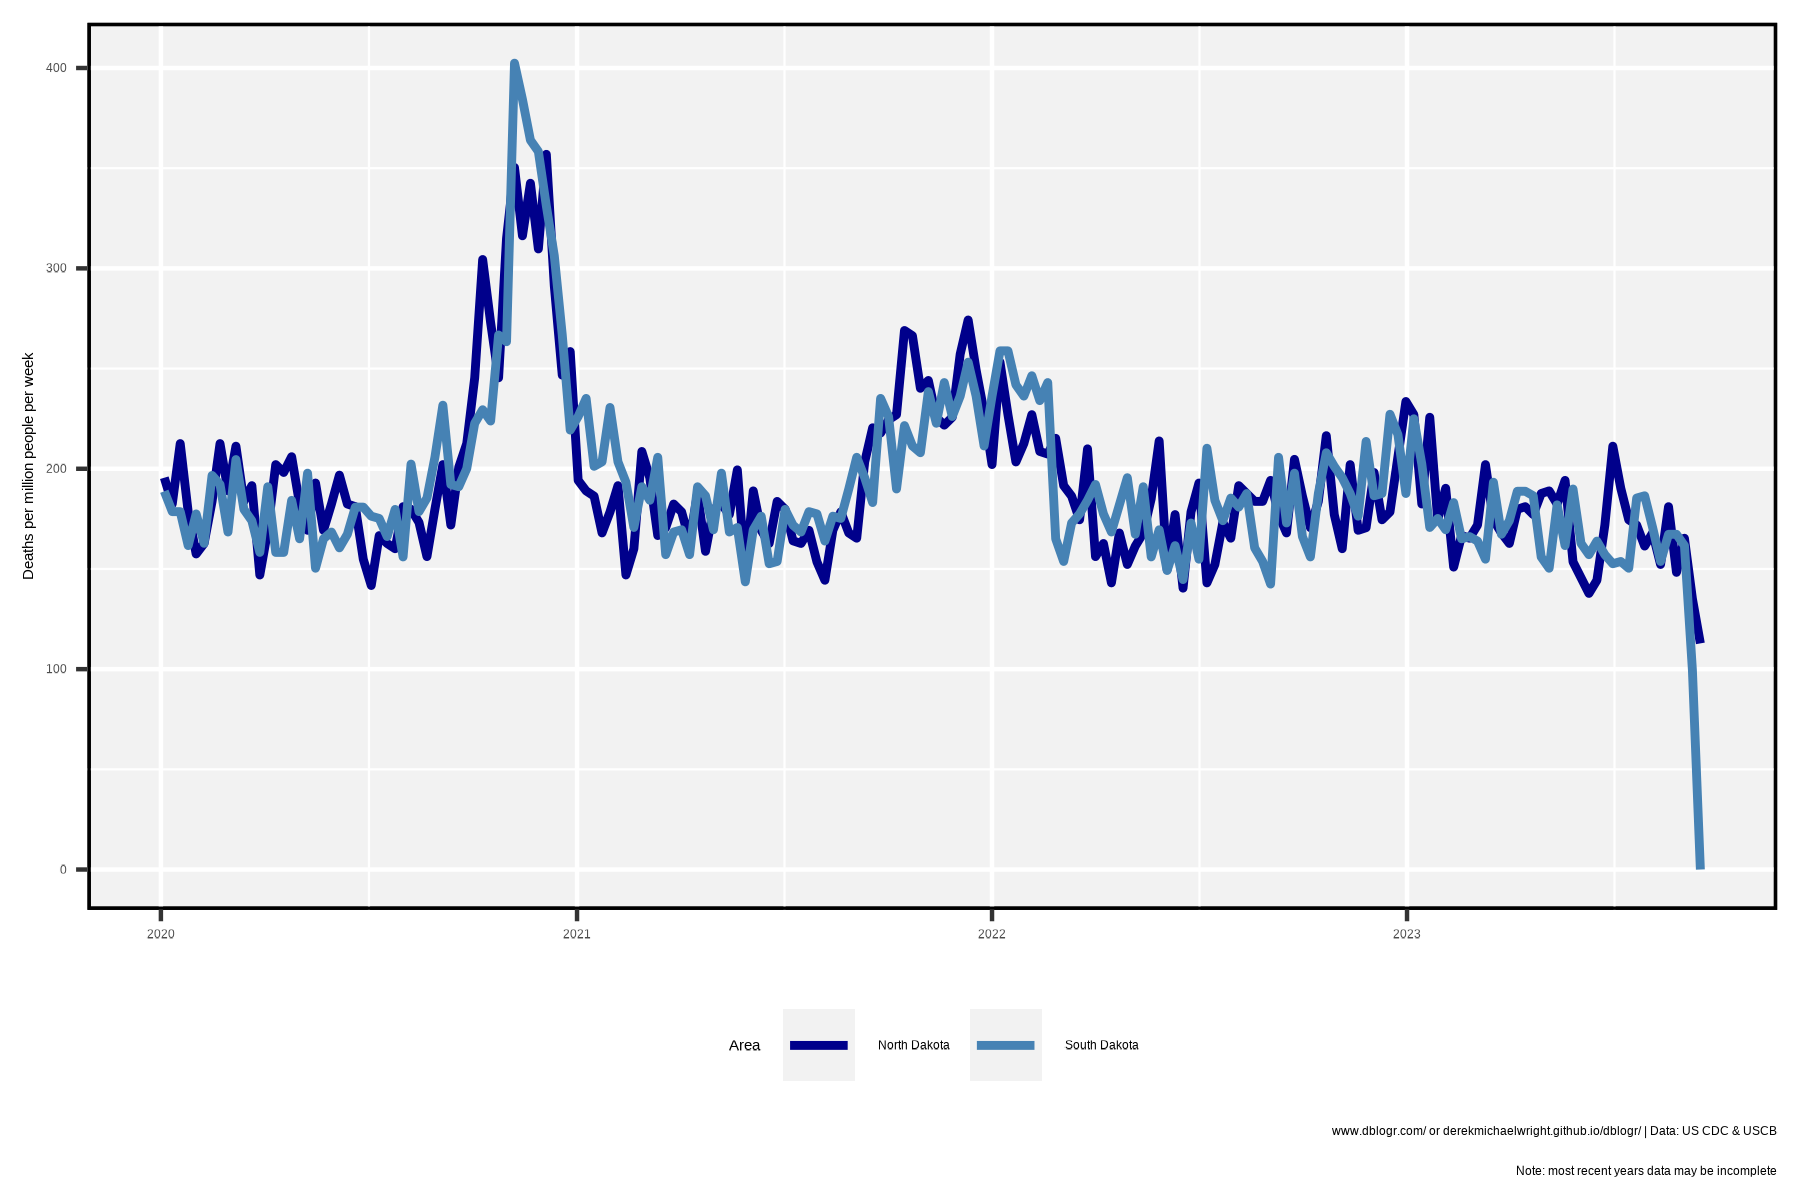 400
300
200
100
0
Deaths per million people per week
2020
2021
2022
2023
Area
North Dakota
South Dakota
www.dblogr.com/ or derekmichaelwright.github.io/dblogr/ | Data: US CDC & USCB
Note: most recent years data may be incomplete